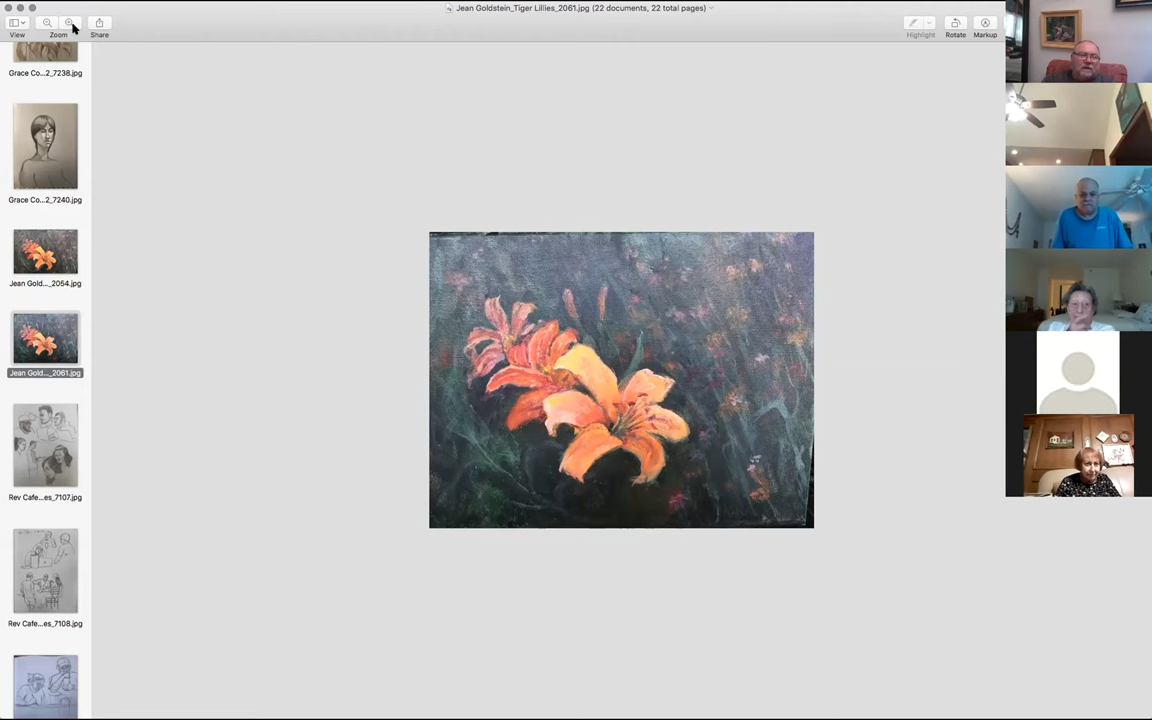 Jean Goldstein_Tiger Lillies_2061.jpg (22 documents, 22 total pages)
View
Zoom
Share
Highlight
Rotate
Markup
Grace Co...2_7238.jpg
Grace Co...2_7240.jpg
Jean Gold..._2054.jpg
Jean Gold..._2061.jpg
Rev Cafe...es_7107.jpg
Rev Cafe...es_7108.jpg